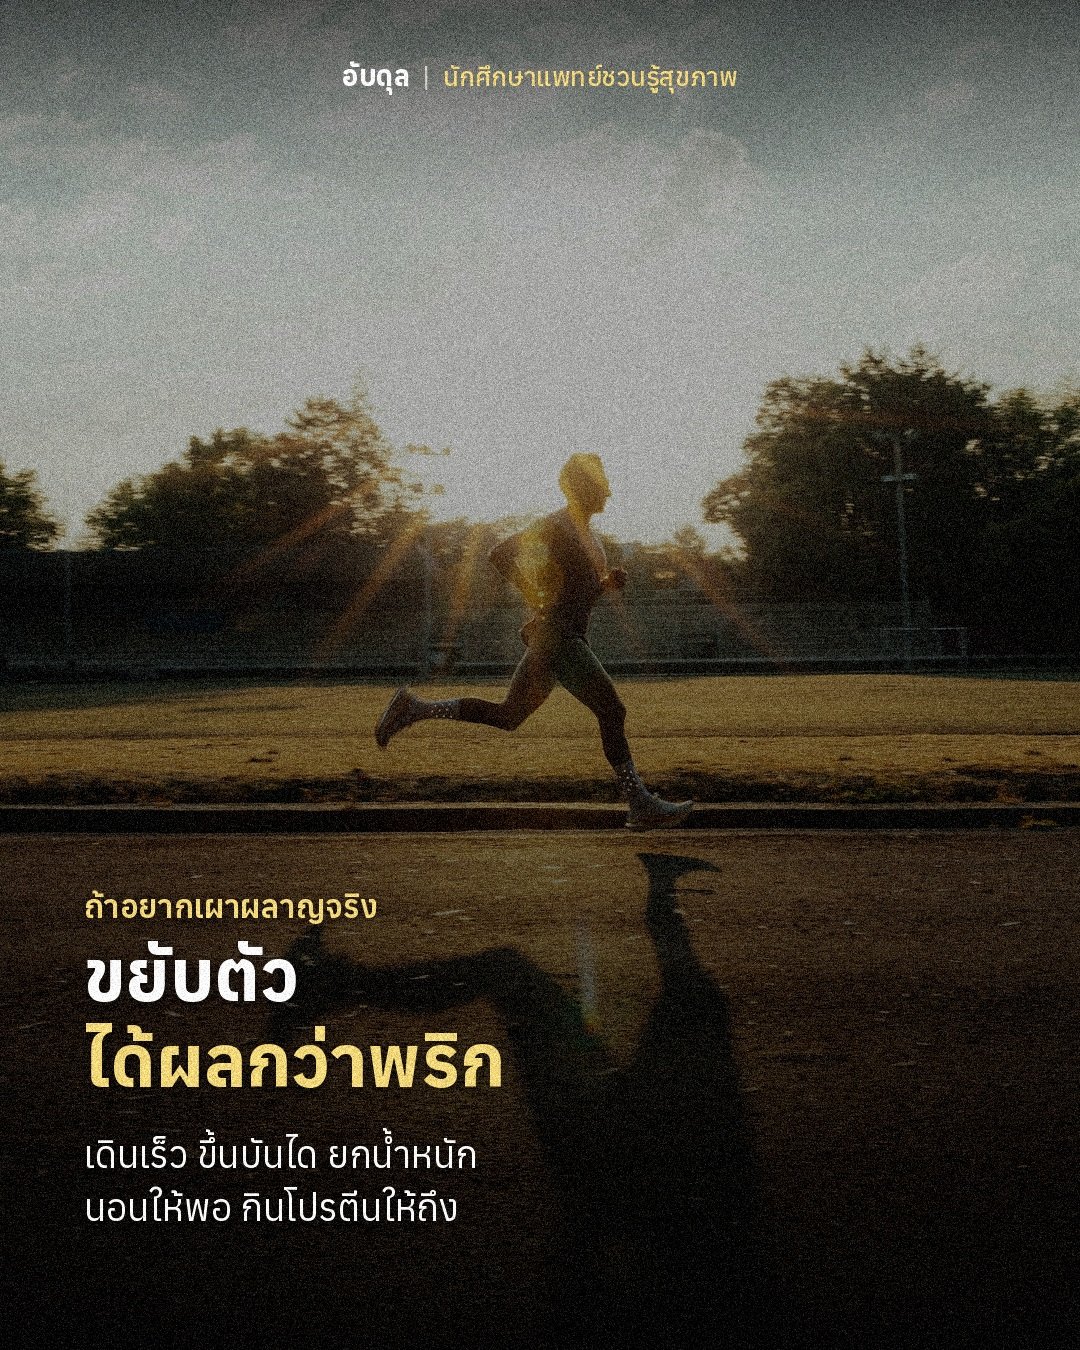 อับดุล | นักศึกษาแพทย์ชวนรู้สุขภาพ
ถ้าอยากเผาผลาญจริง
ขยับตัว
ได้ผลกว่าพริก
เดินเร็ว ขึ้นบันได ยกน้ำหนัก
นอนให้พอ กินโปรตีนให้ถึง